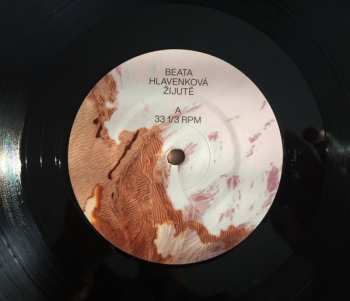 BEATA
HLAVENKOVÁ
ŽIJUTĚ
A
33 1/3 RPM